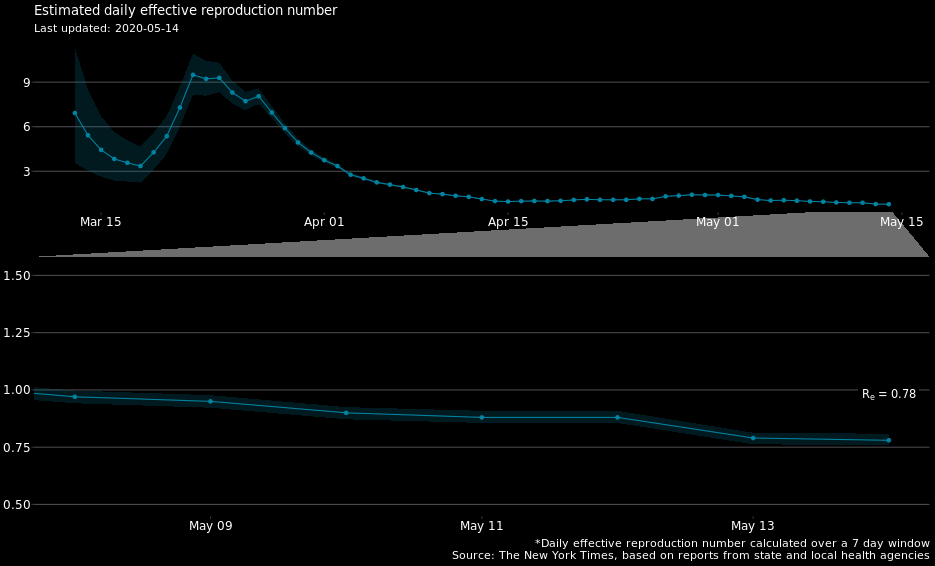 Estimated daily effective reproduction number
Last updated: 2020-05-14
9
6
3
Mar 15 Apr 01 Apr 15 May 01 May 15
1.50
1.25
1.00
Re = 0.78
0.75
0.50
May 09 May 11 May 13
*Daily effective reproduction number calculated over a 7 day window
Source: The New York Times, based on reports from state and local health agencies